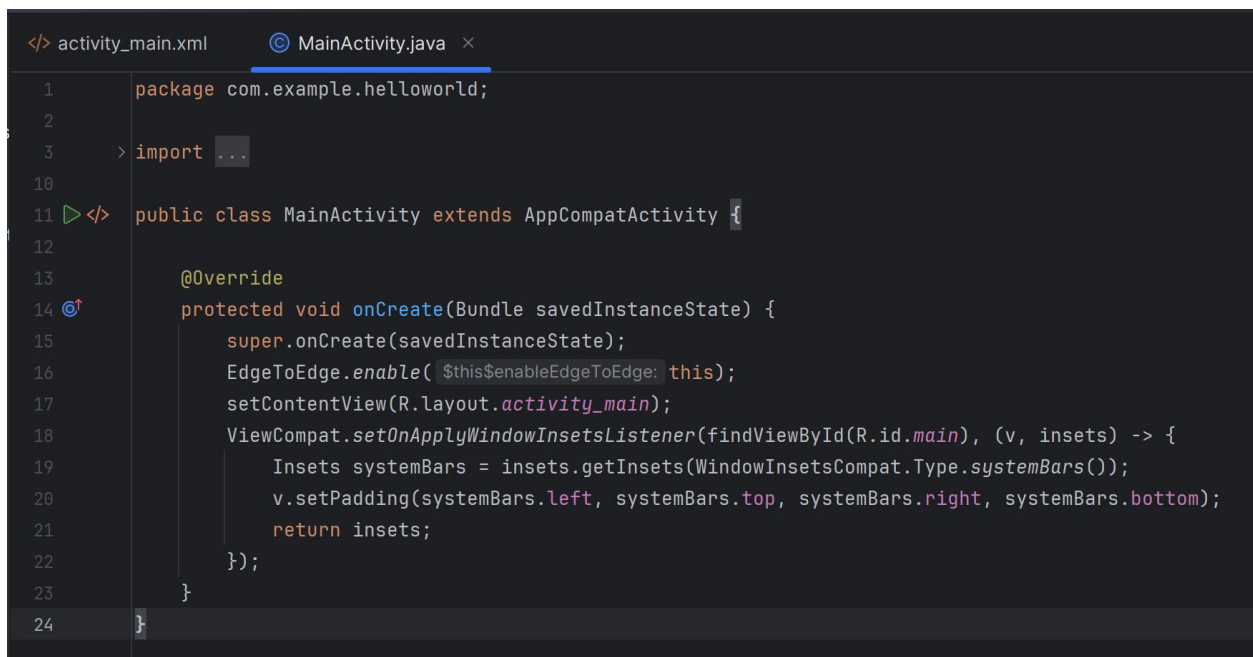 </> activity_main.xml © MainActivity.java ×
1 package com.example.helloworld;
2
3 > import ...
10
11 </> public class MainActivity extends AppCompatActivity {
12
13 @Override
14 protected void onCreate(Bundle savedInstanceState) {
15 super.onCreate(savedInstanceState);
16 EdgeToEdge.enable( $this$enableEdgeToEdge: this);
17 setContentView(R.layout.activity_main);
18 ViewCompat.setOnApplyWindowInsetsListener(findViewById(R.id.main), (v, insets) -> {
19 Insets systemBars = insets.getInsets(WindowInsetsCompat.Type.systemBars());
20 v.setPadding(systemBars.left, systemBars.top, systemBars.right, systemBars.bottom);
21 return insets;
22 });
23 }
24 }